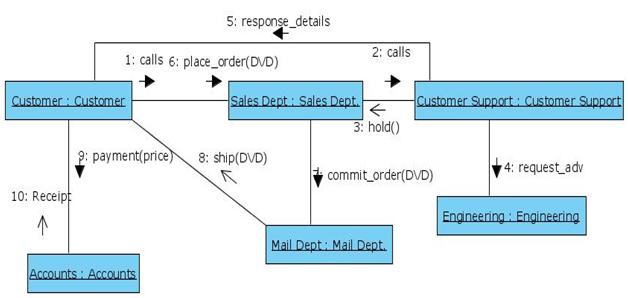 5: response_details
1: calls
6: place_order(DVD)
2: calls
Customer : Customer
Sales Dept : Sales Dept.
Customer Support : Customer Support
3: hold()
9: payment(price)
8: ship(DVD)
7: commit_order(DVD)
4: request_adv
10: Receipt
Engineering : Engineering
Mail Dept : Mail Dept.
Accounts : Accounts